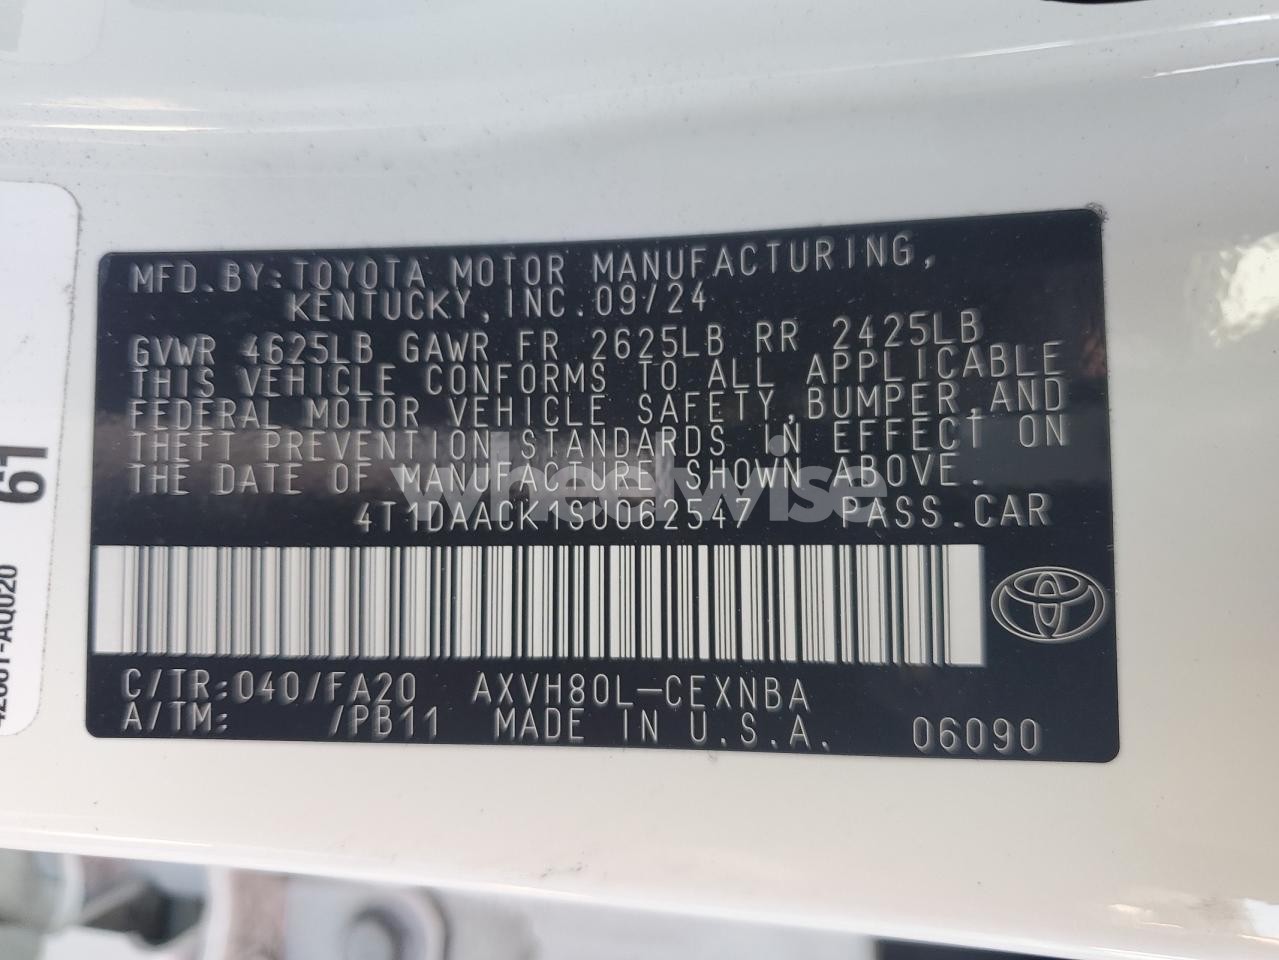 MFD.BY:TOYOTA MOTOR MANUFACTURING,
KENTUCKY, INC.09/24
GVWR 4625LB GAWR FR 2625LB RR 2425LB
THIS VEHICLE CONFORMS TO ALL APPLICABLE
FEDERAL MOTOR VEHICLE SAFETY,BUMPER,AND
THEFT PREVENTION STANDARDS IN EFFECT ON
THE DATE OF MANUFACTURE SHOWN ABOVE.
wheelwise
4T1DAACK1SU062547 PASS.CAR
C/TR:040/FA20 AXVH80L-CEXNBA
A/TM: /PB11 MADE IN U.S.A. 06090